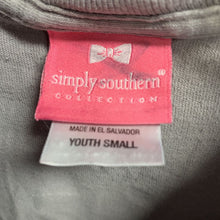 simply southern®
COLLECTION
MADE IN EL SALVADOR
YOUTH SMALL